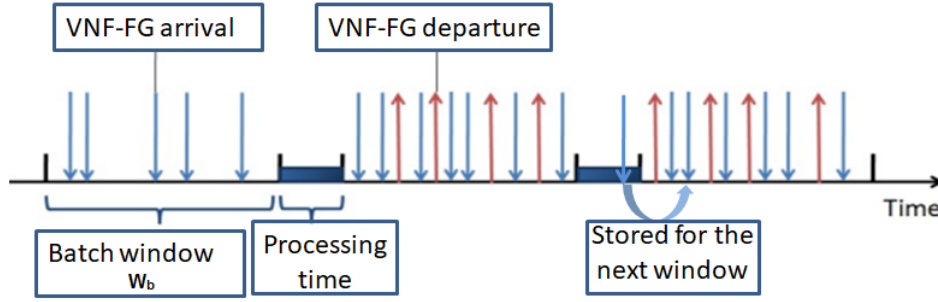 VNF-FG arrival
VNF-FG departure
Time
Batch window
Wb
Processing
time
Stored for the
next window